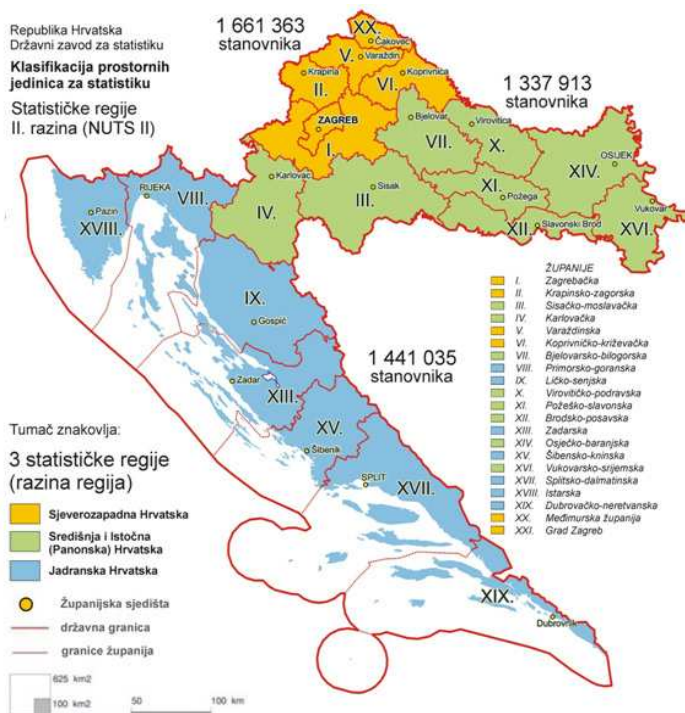 Republika Hrvatska
Državni zavod za statistiku
Klasifikacija prostornih
jedinica za statistiku
Statističke regije
II. razina (NUTS II)
1 661 363
stanovnika
XX.
Čakovec
V.
Varaždin
Krapina
II.
VI.
Koprivnica
ZAGREB
I.
1 337 913
stanovnika
Bjelovar
VII.
Virovitica
X.
XIV.
OSIJEK
Karlovac
IV.
Sisak
III.
XI.
Požega
XII.
Slavonski Brod
Vukovar
XVI.
RIJEKA
VIII.
Pazin
XVIII.
IX.
Gospić
1 441 035
stanovnika
Zadar
XIII.
XV.
Šibenik
SPLIT
XVII.
XIX.
Dubrovnik
ŽUPANIJE
I. Zagrebačka
II. Krapinsko-zagorska
III. Sisačko-moslavačka
IV. Karlovačka
V. Varaždinska
VI. Koprivničko-križevačka
VII. Bjelovarsko-bilogorska
VIII. Primorsko-goranska
IX. Ličko-senjska
X. Virovitičko-podravska
XI. Požeško-slavonska
XII. Brodsko-posavska
XIII. Zadarska
XIV. Osječko-baranjska
XV. Šibensko-kninska
XVI. Vukovarsko-srijemska
XVII. Splitsko-dalmatinska
XVIII. Istarska
XIX. Dubrovačko-neretvanska
XX. Međimurska županija
XXI. Grad Zagreb
Tumač znakovlja:
3 statističke regije
(razina regija)
Sjeverozapadna Hrvatska
Središnja i Istočna
(Panonska) Hrvatska
Jadranska Hrvatska
Županijska sjedišta
državna granica
granice županija
625 km2
100 km2
50
100 km